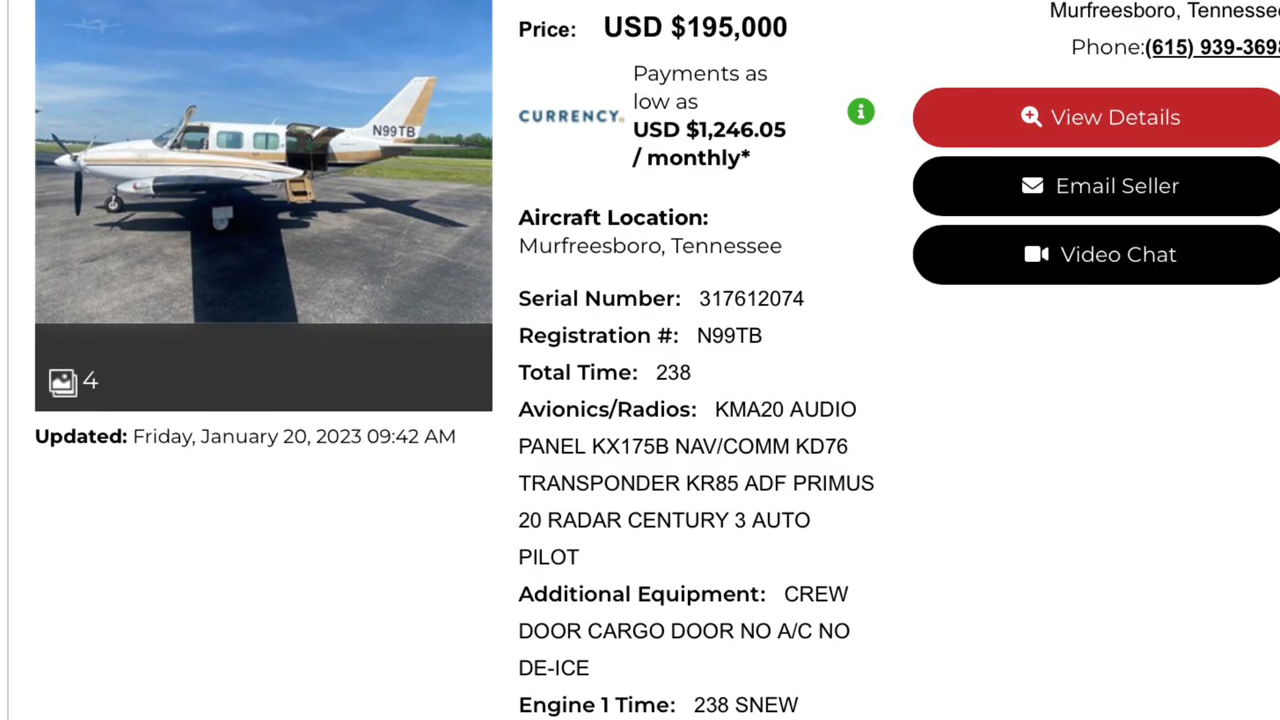 N99TB
4
Updated: Friday, January 20, 2023 09:42 AM
Price: USD $195,000
CURRENCY
Payments as
low as
USD $1,246.05
/ monthly*
Aircraft Location:
Murfreesboro, Tennessee
Serial Number: 317612074
Registration #: N99TB
Total Time: 238
Avionics/Radios: KMA20 AUDIO
PANEL KX175B NAV/COMM KD76
TRANSPONDER KR85 ADF PRIMUS
20 RADAR CENTURY 3 AUTO
PILOT
Additional Equipment: CREW
DOOR CARGO DOOR NO A/C NO
DE-ICE
Engine 1 Time: 238 SNEW
Murfreesboro, Tennessee
Phone:(615) 939-369
View Details
Email Seller
Video Chat